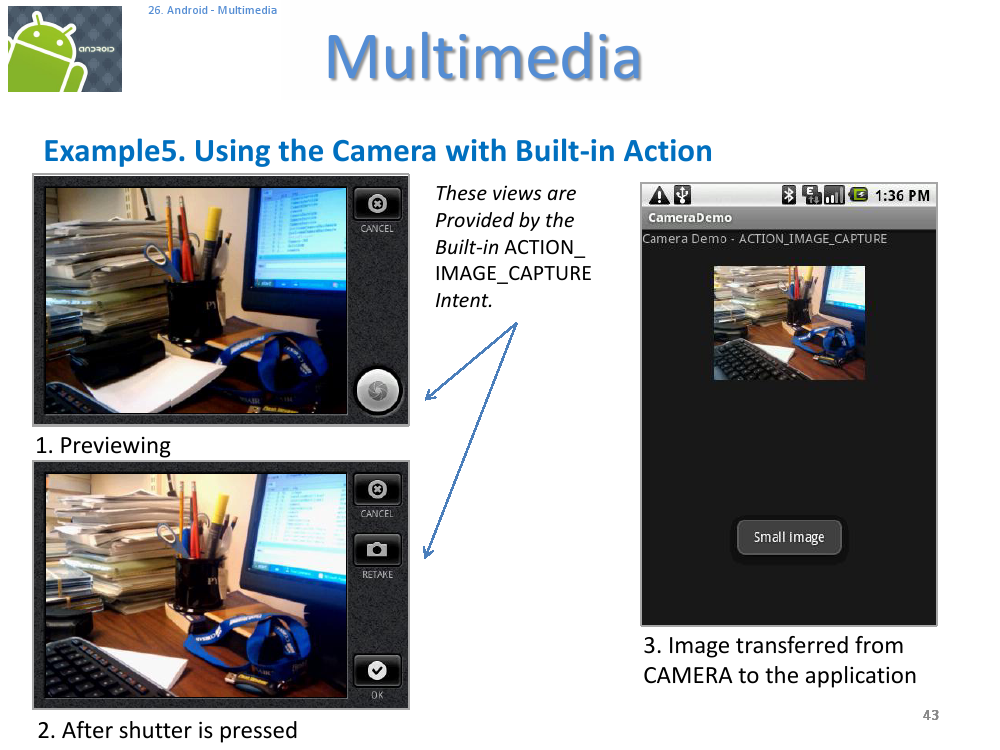 26. Android - Multimedia
ANDROID
Multimedia
Example5. Using the Camera with Built-in Action
CANCEL
These views are
Provided by the
Built-in ACTION_
IMAGE_CAPTURE
Intent.
1. Previewing
CANCEL
RETAKE
OK
2. After shutter is pressed
1:36 PM
CameraDemo
Camera Demo - ACTION_IMAGE_CAPTURE
Small Image
3. Image transferred from
CAMERA to the application
43